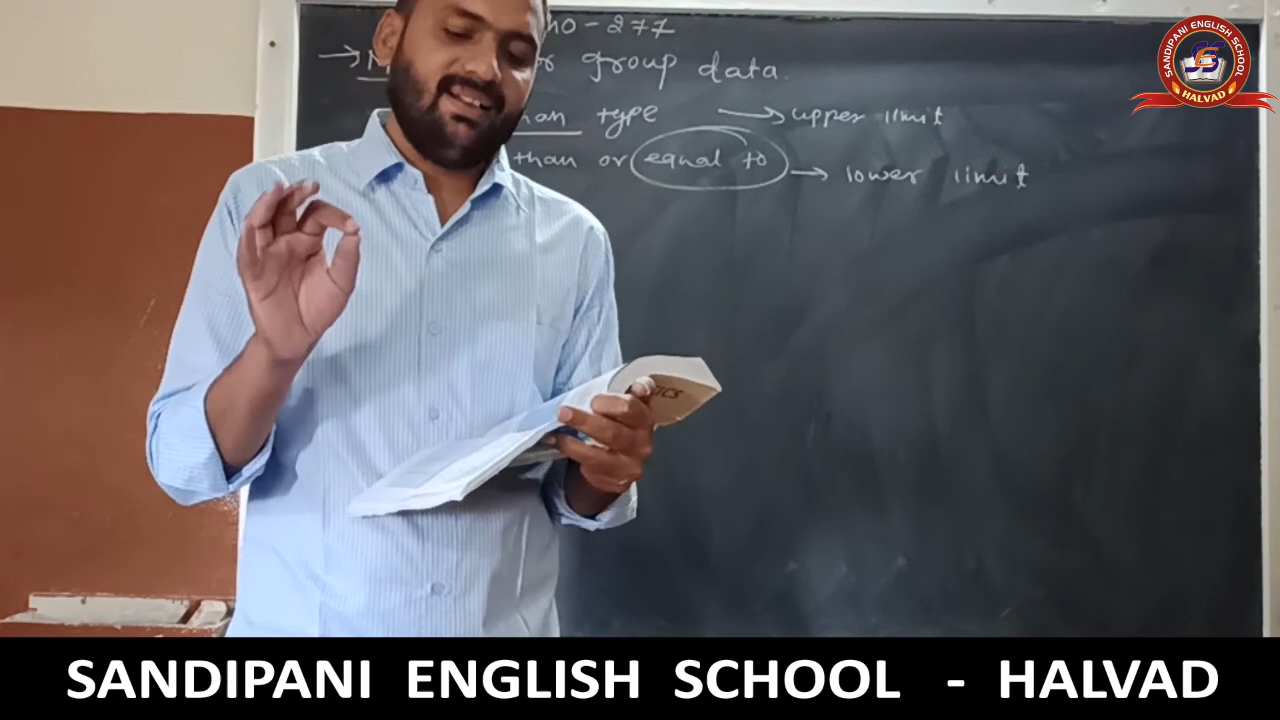 no - 277
→ group data.
type → upper limit
than or equal to → lower limit
TICS
SANDIPANI ENGLISH SCHOOL
HALVAD
SANDIPANI ENGLISH SCHOOL - HALVAD